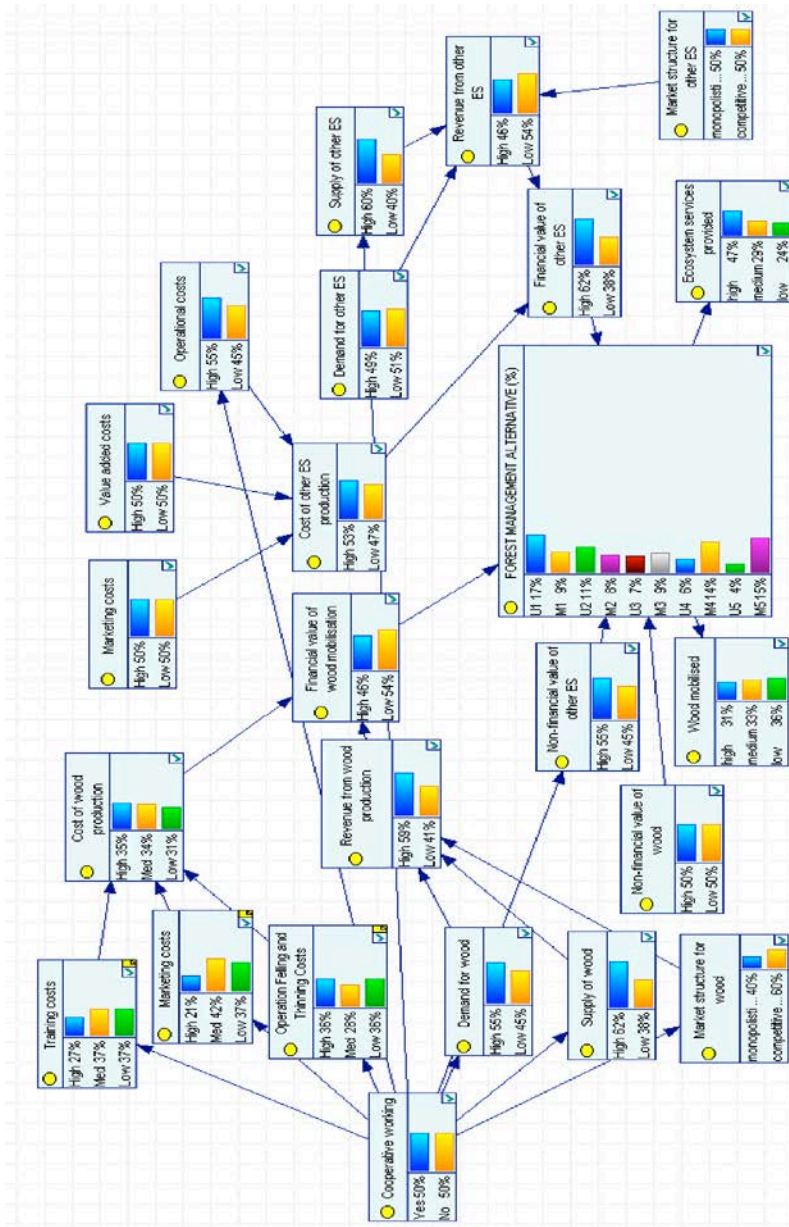 Training costs
High 27%
Med 37%
Low 37%
Marketing costs
High 21%
Med 42%
Low 37%
Operation Felling and
Thinning Costs
High 36%
Med 28%
Low 36%
Cooperative working
Yes 50%
No 50%
Demand for wood
High 55%
Low 45%
Supply of wood
High 62%
Low 38%
Market structure for
wood
monopolisti ... 40%
competitive ... 60%
Cost of wood
production
High 35%
Med 34%
Low 31%
Revenue from wood
production
High 59%
Low 41%
Financial value of
wood mobilisation
High 46%
Low 54%
Non-financial value of
other ES
High 55%
Low 45%
Non-financial value of
wood
High 50%
Low 50%
Wood mobilised
high 31%
medium 33%
low 36%
Marketing costs
High 50%
Low 50%
Value added costs
High 50%
Low 50%
Operational costs
High 55%
Low 45%
Cost of other ES
production
High 53%
Low 47%
Demand for other ES
High 49%
Low 51%
Supply of other ES
High 60%
Low 40%
Revenue from other
ES
High 46%
Low 54%
Financial value of
other ES
High 62%
Low 38%
Market structure for
other ES
monopolisti ... 50%
competitive ... 50%
FOREST MANAGEMENT ALTERNATIVE (%)
U1 17%
M1 9%
U2 11%
M2 8%
U3 7%
M3 9%
U4 6%
M4 14%
U5 4%
M5 15%
Ecosystem services
provided
high 47%
medium 29%
low 24%